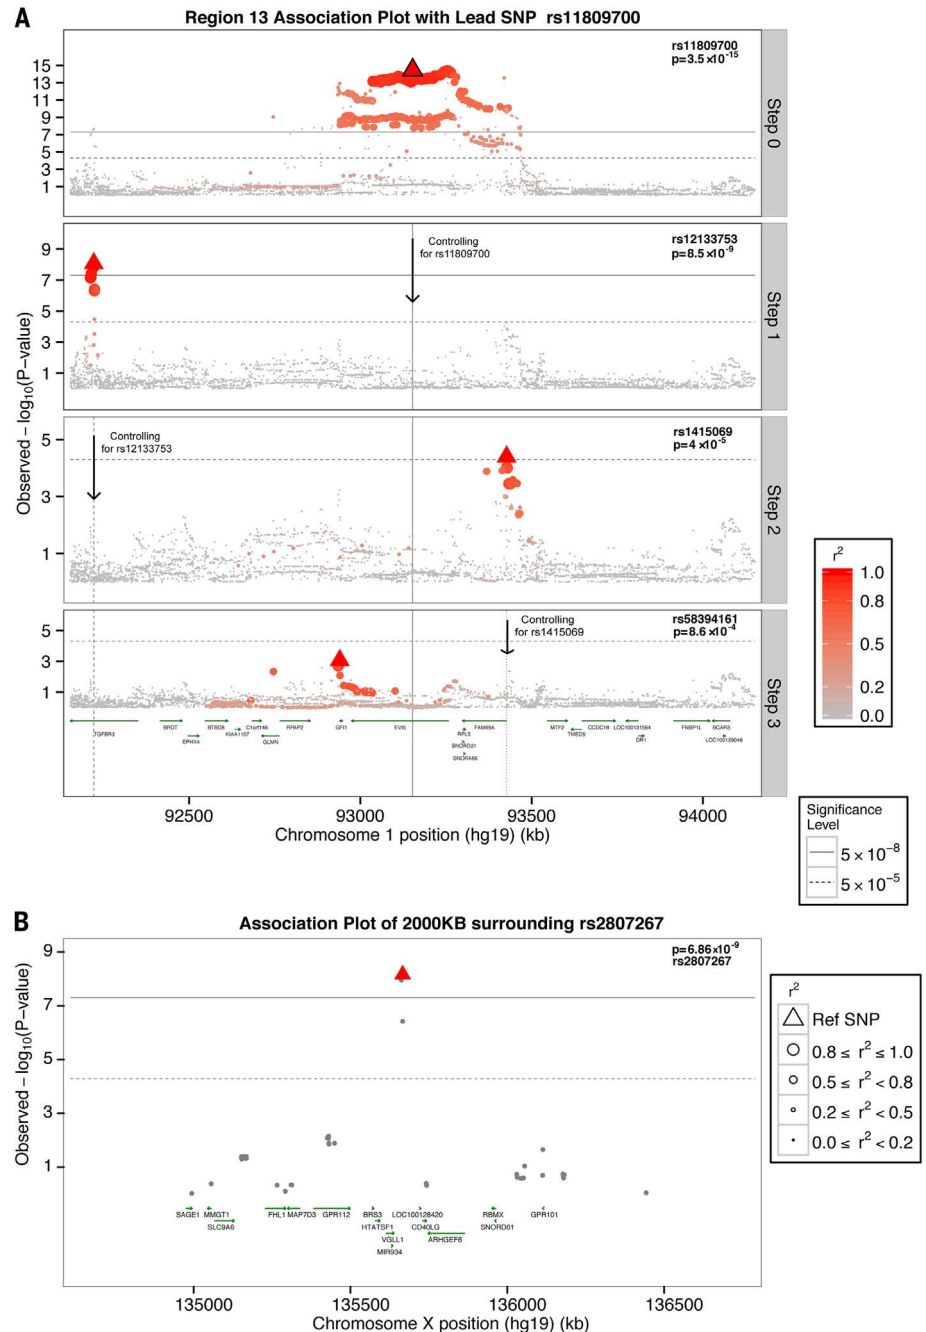 A
Region 13 Association Plot with Lead SNP rs11809700
rs11809700
p=3.5×10-15
15
13
11
9
7
5
3
1
Step 0
rs12133753
p=8.5×10-9
Controlling
for rs11809700
9
7
5
3
1
Step 1
rs1415069
p=4 ×10-5
Controlling
for rs12133753
5
3
1
Step 2
rs58394161
p=8.6 ×10-4
Controlling
for rs1415069
5
3
1
Step 3
Observed − log10(P−value)
TGFBR3 BRDT BTBD8 C1orf146 RPAP2 GFI1 EVI5 FAM69A MTF2 CCDC18 LOC100131564 FNBP1L BCAR3
EPHX4 KIAA1107 GLMN RPL5 TMED5 DR1
SNORD21
SNORA66
92500 93000 93500 94000
Chromosome 1 position (hg19) (kb)
r2
1.0
0.8
0.5
0.2
0.0
Significance
Level
5 × 10−8
5 × 10−5
B
Association Plot of 2000KB surrounding rs2807267
p=6.86×10-9
rs2807267
9
7
5
3
1
Observed − log10(P−value)
SAGE1 MMGT1 FHL1 MAP7D3 GPR112 BRS3 LOC100128420 RBMX GPR101
SLC9A6 HTATSF1 CD40LG SNORD61
VGLL1 ARHGEF6
MIR934
135000 135500 136000 136500
Chromosome X position (hg19) (kb)
r2
Ref SNP
0.8 ≤ r2 ≤ 1.0
0.5 ≤ r2 < 0.8
0.2 ≤ r2 < 0.5
0.0 ≤ r2 < 0.2